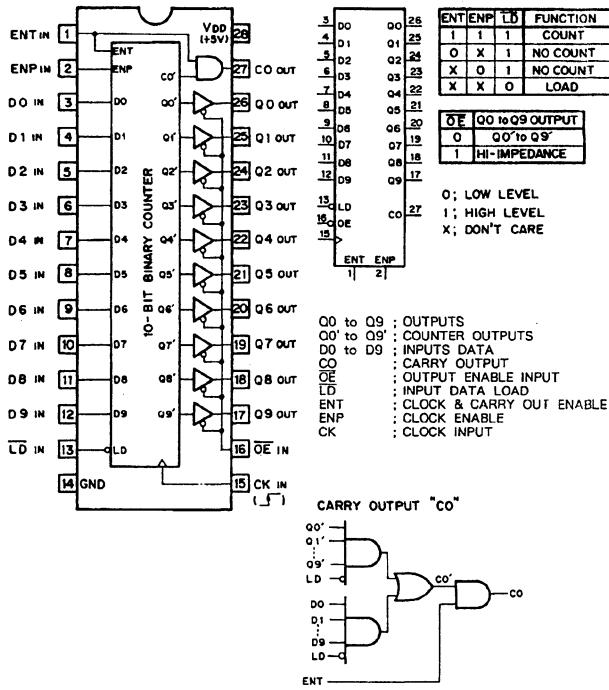 ENT IN 1
ENP IN 2
D0 IN 3
D1 IN 4
D2 IN 5
D3 IN 6
D4 IN 7
D5 IN 8
D6 IN 9
D7 IN 10
D8 IN 11
D9 IN 12
L̅D̅ IN 13
14 GND
10-BIT BINARY COUNTER
ENT
ENP CO'
D0 Q0'
D1 Q1'
D2 Q2'
D3 Q3'
D4 Q4'
D5 Q5'
D6 Q6'
D7 Q7'
D8 Q8'
D9 Q9'
LD
VDD (+5V) 28
27 CO OUT
26 Q0 OUT
25 Q1 OUT
24 Q2 OUT
23 Q3 OUT
22 Q4 OUT
21 Q5 OUT
20 Q6 OUT
19 Q7 OUT
18 Q8 OUT
17 Q9 OUT
16 O̅E̅ IN
15 CK IN
3 D0 Q0 26
4 D1 Q1 25
5 D2 Q2 24
6 D3 Q3 23
7 D4 Q4 22
8 D5 Q5 21
9 D6 Q6 20
10 D7 Q7 19
11 D8 Q8 18
12 D9 Q9 17
13 LD
16 OE CO 27
15
ENT ENP
1 2
ENT ENP L̅D̅ FUNCTION
1 1 1 COUNT
0 X 1 NO COUNT
X 0 1 NO COUNT
X X 0 LOAD
O̅E̅ Q0 to Q9 OUTPUT
0 Q0' to Q9'
1 HI-IMPEDANCE
0; LOW LEVEL
1; HIGH LEVEL
X; DON'T CARE
Q0 to Q9 ; OUTPUTS
Q0' to Q9' ; COUNTER OUTPUTS
D0 to D9 ; INPUTS DATA
CO ; CARRY OUTPUT
O̅E̅ ; OUTPUT ENABLE INPUT
L̅D̅ ; INPUT DATA LOAD
ENT ; CLOCK & CARRY OUT ENABLE
ENP ; CLOCK ENABLE
CK ; CLOCK INPUT
CARRY OUTPUT "CO"
Q0'
Q1'
Q9'
LD
D0
D1
D9
LD
CO'
CO
ENT